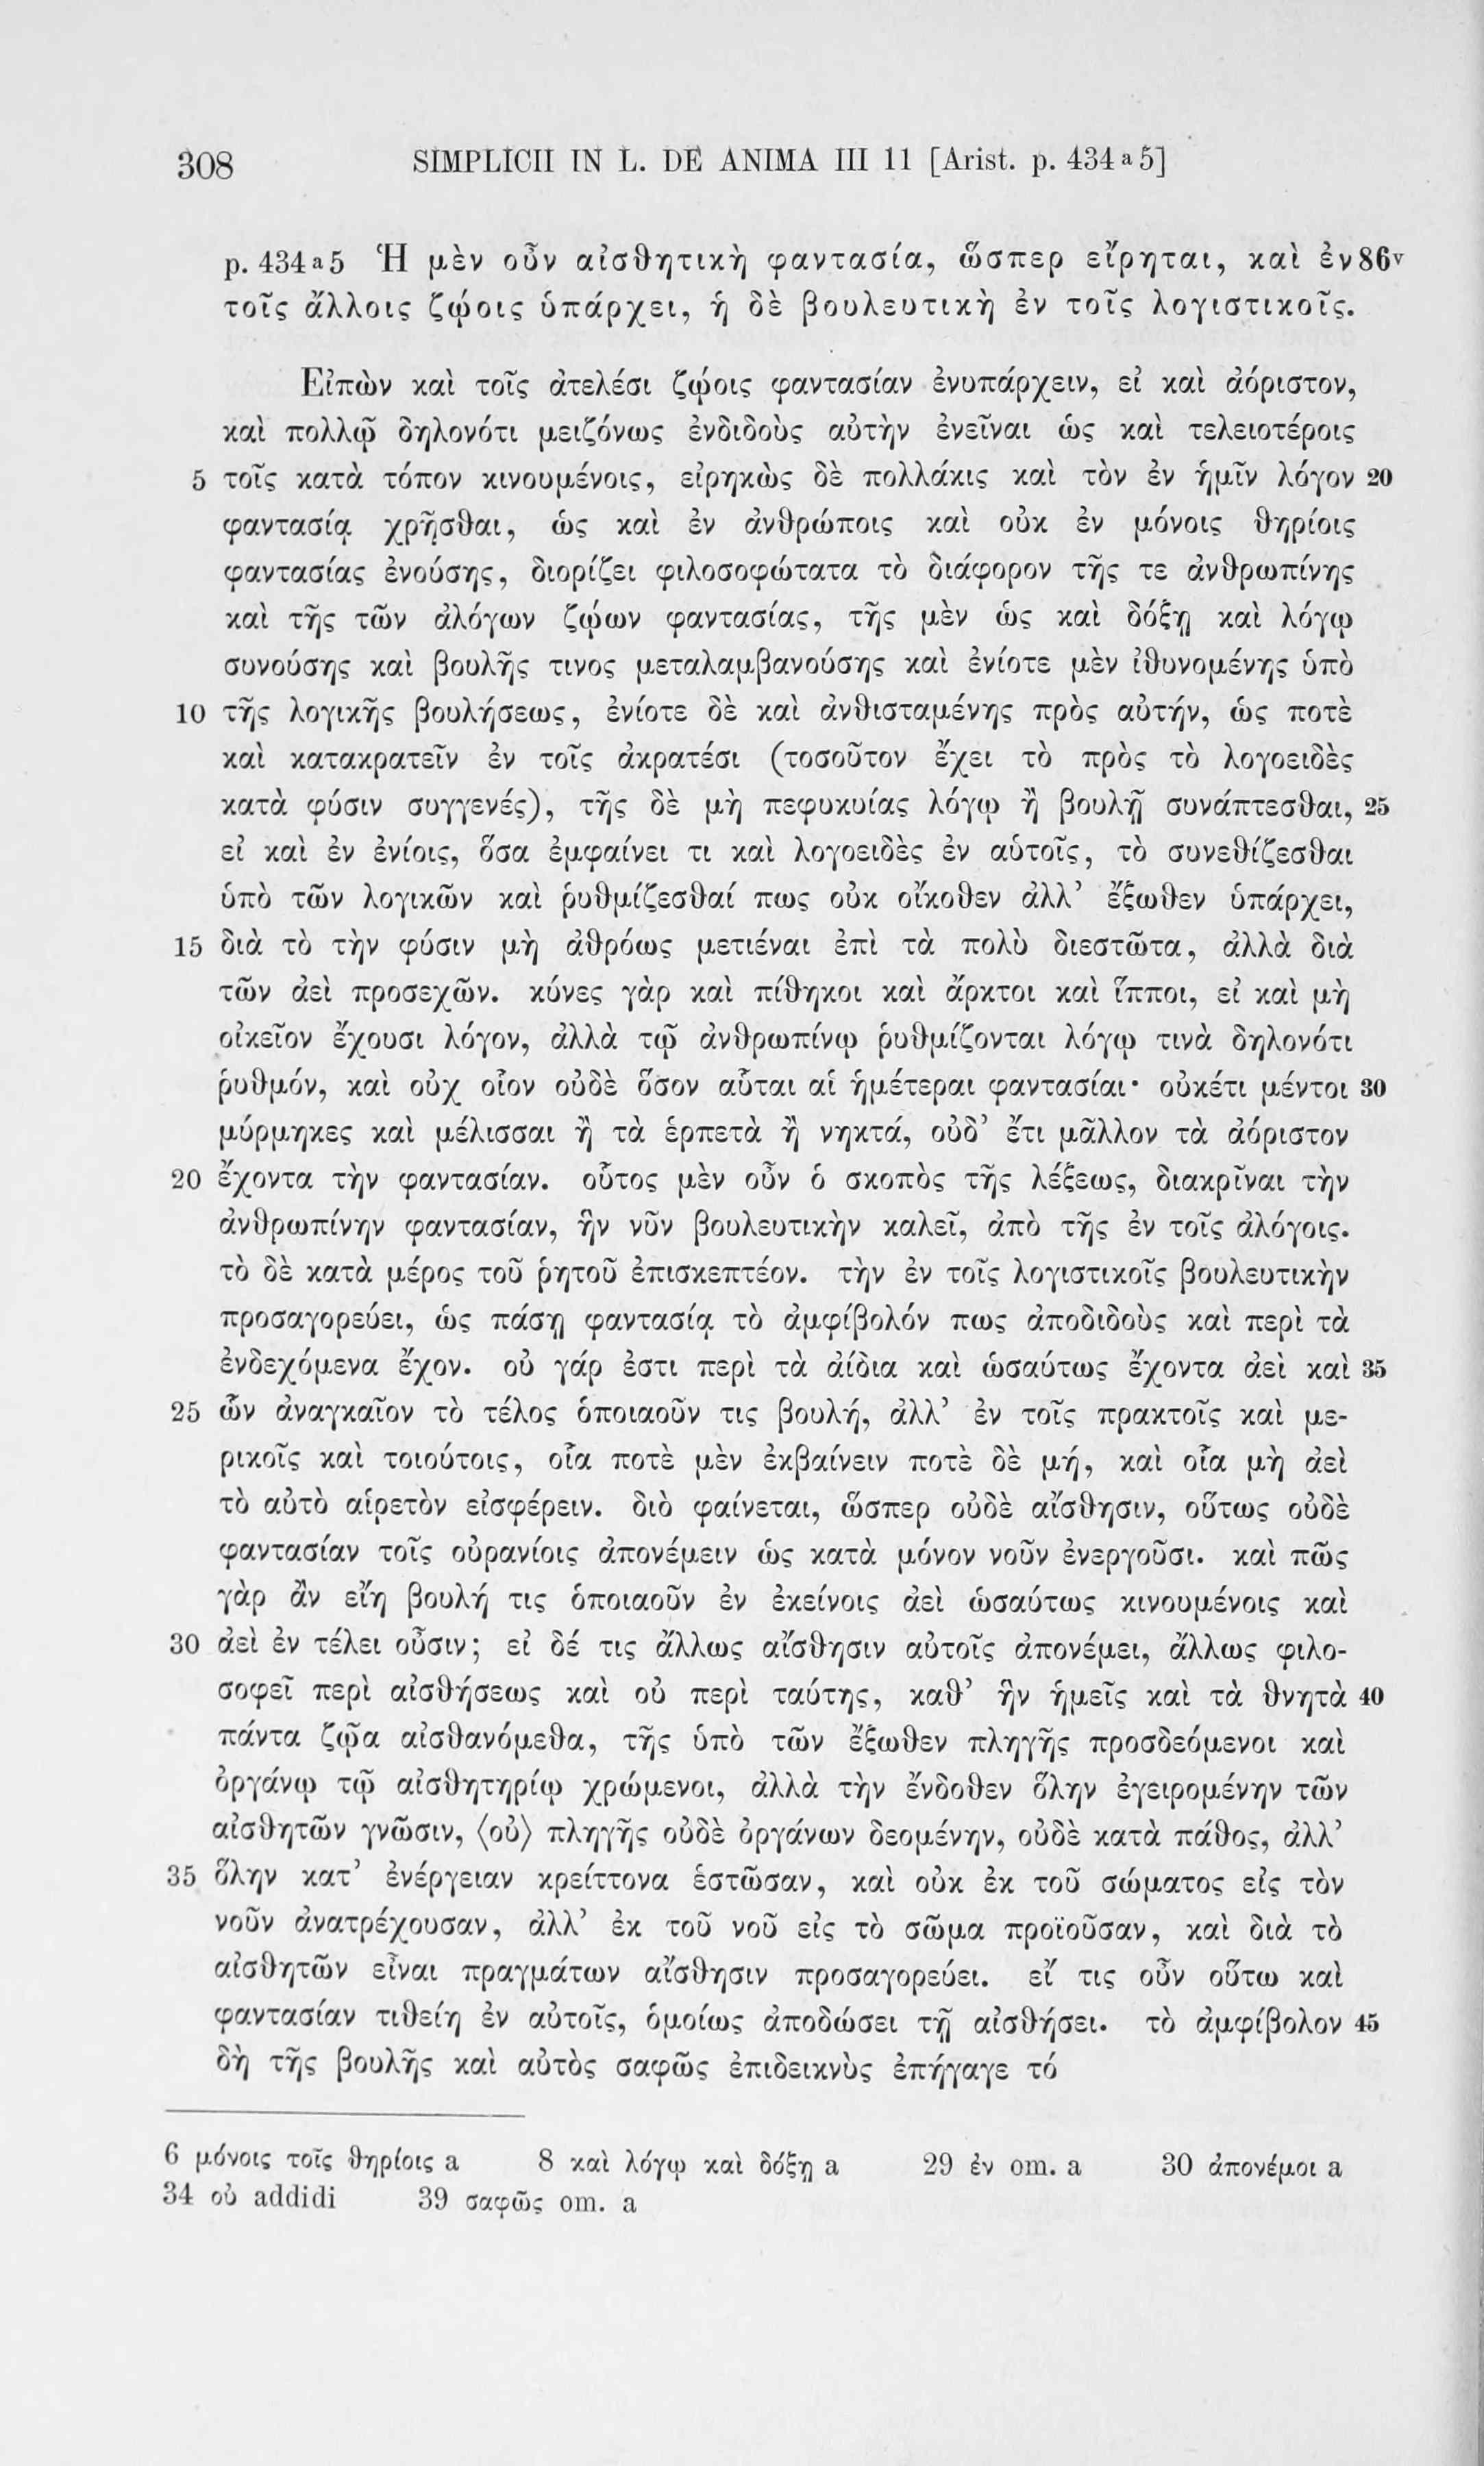 308 SIMPLICII IN L. DE ANIMA III 11 [Arist. p. 434 a 5]
p. 434 a 5 Ἡ μὲν οὖν αἰσθητικὴ φαντασία, ὥσπερ εἴρηται, καὶ ἐν 86v
τοῖς ἄλλοις ζῴοις ὑπάρχει, ἡ δὲ βουλευτικὴ ἐν τοῖς λογιστικοῖς.
Εἰπὼν καὶ τοῖς ἀτελέσι ζῴοις φαντασίαν ἐνυπάρχειν, εἰ καὶ ἀόριστον,
καὶ πολλῷ δηλονότι μειζόνως ἐνδιδοὺς αὐτὴν ἐνεῖναι ὡς καὶ τελειοτέροις
5 τοῖς κατὰ τόπον κινουμένοις, εἰρηκὼς δὲ πολλάκις καὶ τὸν ἐν ἡμῖν λόγον 20
φαντασίᾳ χρῆσθαι, ὡς καὶ ἐν ἀνθρώποις καὶ οὐκ ἐν μόνοις θηρίοις
φαντασίας ἐνούσης, διορίζει φιλοσοφώτατα τὸ διάφορον τῆς τε ἀνθρωπίνης
καὶ τῆς τῶν ἀλόγων ζῴων φαντασίας, τῆς μὲν ὡς καὶ δόξῃ καὶ λόγῳ
συνούσης καὶ βουλῆς τινος μεταλαμβανούσης καὶ ἐνίοτε μὲν ἰθυνομένης ὑπὸ
10 τῆς λογικῆς βουλήσεως, ἐνίοτε δὲ καὶ ἀνθισταμένης πρὸς αὐτήν, ὡς ποτὲ
καὶ κατακρατεῖν ἐν τοῖς ἀκρατέσι (τοσοῦτον ἔχει τὸ πρὸς τὸ λογοειδὲς
κατὰ φύσιν συγγενές), τῆς δὲ μὴ πεφυκυίας λόγῳ ἢ βουλῇ συνάπτεσθαι, 25
εἰ καὶ ἐν ἐνίοις, ὅσα ἐμφαίνει τι καὶ λογοειδὲς ἐν αὑτοῖς, τὸ συνεθίζεσθαι
ὑπὸ τῶν λογικῶν καὶ ῥυθμίζεσθαί πως οὐκ οἴκοθεν ἀλλ’ ἔξωθεν ὑπάρχει,
15 διὰ τὸ τὴν φύσιν μὴ ἀθρόως μετιέναι ἐπὶ τὰ πολὺ διεστῶτα, ἀλλὰ διὰ
τῶν ἀεὶ προσεχῶν. κύνες γὰρ καὶ πίθηκοι καὶ ἄρκτοι καὶ ἵπποι, εἰ καὶ μὴ
οἰκεῖον ἔχουσι λόγον, ἀλλὰ τῷ ἀνθρωπίνῳ ῥυθμίζονται λόγῳ τινὰ δηλονότι
ῥυθμόν, καὶ οὐχ οἷον οὐδὲ ὅσον αὗται αἱ ἡμέτεραι φαντασίαι· οὐκέτι μέντοι 30
μύρμηκες καὶ μέλισσαι ἢ τὰ ἑρπετὰ ἢ νηκτά, οὐδ’ ἔτι μᾶλλον τὰ ἀόριστον
20 ἔχοντα τὴν φαντασίαν. οὗτος μὲν οὖν ὁ σκοπὸς τῆς λέξεως, διακρῖναι τὴν
ἀνθρωπίνην φαντασίαν, ἣν νῦν βουλευτικὴν καλεῖ, ἀπὸ τῆς ἐν τοῖς ἀλόγοις.
τὸ δὲ κατὰ μέρος τοῦ ῥητοῦ ἐπισκεπτέον. τὴν ἐν τοῖς λογιστικοῖς βουλευτικὴν
προσαγορεύει, ὡς πάσῃ φαντασίᾳ τὸ ἀμφίβολόν πως ἀποδιδοὺς καὶ περὶ τὰ
ἐνδεχόμενα ἔχον. οὐ γάρ ἐστι περὶ τὰ ἀίδια καὶ ὡσαύτως ἔχοντα ἀεὶ καὶ 35
25 ὧν ἀναγκαῖον τὸ τέλος ὁποιαοῦν τις βουλή, ἀλλ’ ἐν τοῖς πρακτοῖς καὶ με-
ρικοῖς καὶ τοιούτοις, οἷα ποτὲ μὲν ἐκβαίνειν ποτὲ δὲ μή, καὶ οἷα μὴ ἀεὶ
τὸ αὐτὸ αἱρετὸν εἰσφέρειν. διὸ φαίνεται, ὥσπερ οὐδὲ αἴσθησιν, οὕτως οὐδὲ
φαντασίαν τοῖς οὐρανίοις ἀπονέμειν ὡς κατὰ μόνον νοῦν ἐνεργοῦσι. καὶ πῶς
γὰρ ἂν εἴη βουλή τις ὁποιαοῦν ἐν ἐκείνοις ἀεὶ ὡσαύτως κινουμένοις καὶ
30 ἀεὶ ἐν τέλει οὖσιν; εἰ δέ τις ἄλλως αἴσθησιν αὐτοῖς ἀπονέμει, ἄλλως φιλο-
σοφεῖ περὶ αἰσθήσεως καὶ οὐ περὶ ταύτης, καθ’ ἣν ἡμεῖς καὶ τὰ θνητὰ 40
πάντα ζῷα αἰσθανόμεθα, τῆς ὑπὸ τῶν ἔξωθεν πληγῆς προσδεόμενοι καὶ
ὀργάνῳ τῷ αἰσθητηρίῳ χρώμενοι, ἀλλὰ τὴν ἔνδοθεν ὅλην ἐγειρομένην τῶν
αἰσθητῶν γνῶσιν, ⟨οὐ⟩ πληγῆς οὐδὲ ὀργάνων δεομένην, οὐδὲ κατὰ πάθος, ἀλλ’
35 ὅλην κατ’ ἐνέργειαν κρείττονα ἑστῶσαν, καὶ οὐκ ἐκ τοῦ σώματος εἰς τὸν
νοῦν ἀνατρέχουσαν, ἀλλ’ ἐκ τοῦ νοῦ εἰς τὸ σῶμα προϊοῦσαν, καὶ διὰ τὸ
αἰσθητῶν εἶναι πραγμάτων αἴσθησιν προσαγορεύει. εἴ τις οὖν οὕτω καὶ
φαντασίαν τιθείη ἐν αὐτοῖς, ὁμοίως ἀποδώσει τῇ αἰσθήσει. τὸ ἀμφίβολον 45
δὴ τῆς βουλῆς καὶ αὐτὸς σαφῶς ἐπιδεικνὺς ἐπήγαγε τό
6 μόνοις τοῖς θηρίοις a 8 καὶ λόγῳ καὶ δόξῃ a 29 ἐν om. a 30 ἀπονέμοι a
34 οὐ addidi 39 σαφῶς om. a